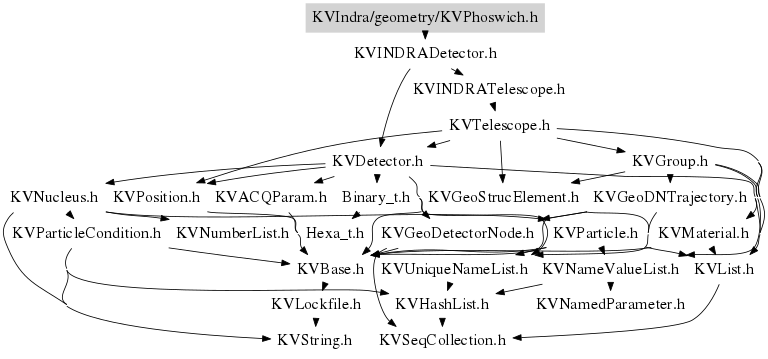 KVIndra/geometry/KVPhoswich.h
KVINDRADetector.h
KVINDRATelescope.h
KVTelescope.h
KVDetector.h KVGroup.h
KVNucleus.h KVPosition.h KVACQParam.h Binary_t.h KVGeoStrucElement.h KVGeoDNTrajectory.h
KVParticleCondition.h KVNumberList.h Hexa_t.h KVGeoDetectorNode.h KVParticle.h KVMaterial.h
KVBase.h KVUniqueNameList.h KVNameValueList.h KVList.h
KVLockfile.h KVHashList.h KVNamedParameter.h
KVString.h KVSeqCollection.h